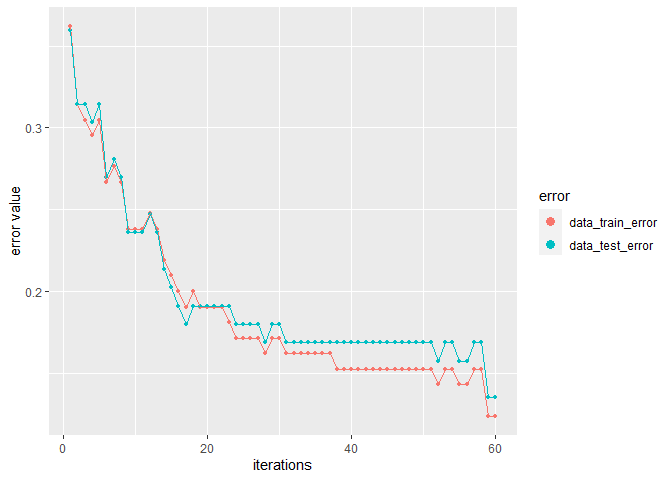 0.3
0.2
error value
0
20
40
60
iterations
error
data_train_error
data_test_error